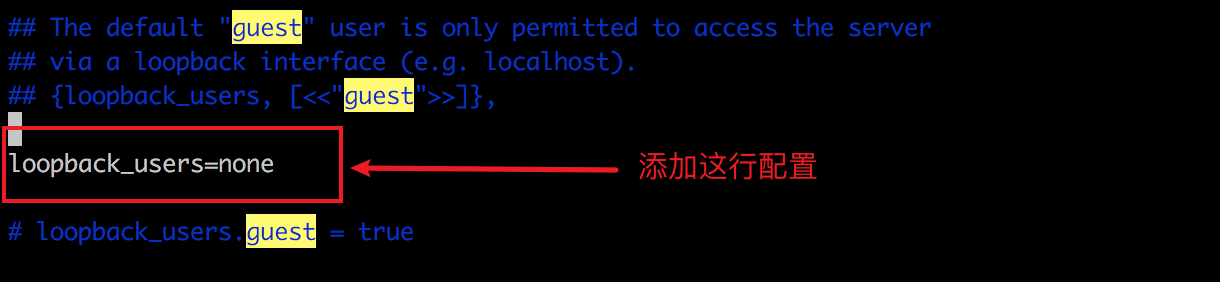 ## The default "guest" user is only permitted to access the server
## via a loopback interface (e.g. localhost).
## {loopback_users, [<<"guest">>]},
loopback_users=none
添加这行配置
# loopback_users.guest = true